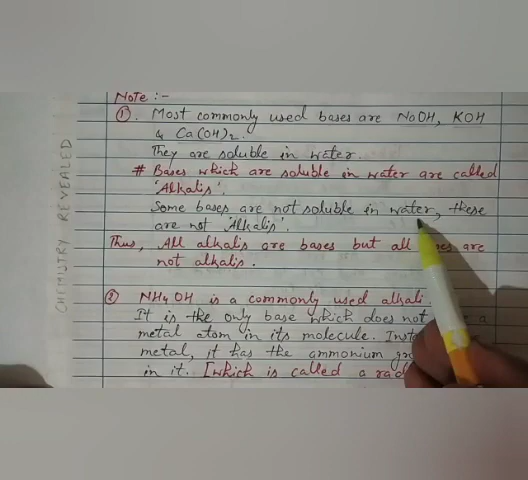 CHEMISTRY REVEALED
Note :-
①. Most commonly used bases are NaOH, KOH
& Ca(OH)2.
They are soluble in water.
# Bases which are soluble in water are called
'Alkalis'.
Some bases are not soluble in water, these
are not 'Alkalis'.
Thus, All alkalis are bases but all are
not alkalis.
② NH4OH is a commonly used alkali.
It is the only base which does not a
metal atom in its molecule.
metal, it has the ammonium
in it. [which is called a